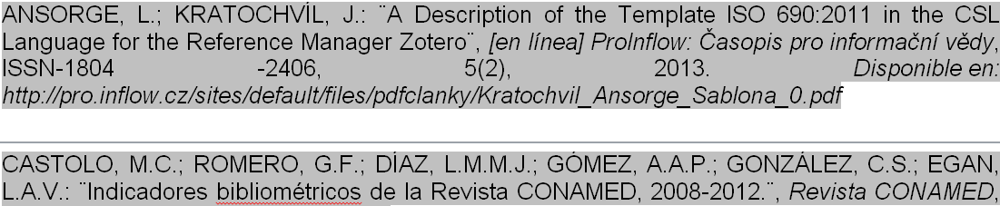 ANSORGE, L.; KRATOCHVÍL, J.: ¨A Description of the Template ISO 690:2011 in the CSL
Language for the Reference Manager Zotero¨, [en línea] ProInflow: Časopis pro informační vědy,
ISSN-1804 -2406, 5(2), 2013. Disponible en:
http://pro.inflow.cz/sites/default/files/pdfclanky/Kratochvil_Ansorge_Sablona_0.pdf
CASTOLO, M.C.; ROMERO, G.F.; DÍAZ, L.M.M.J.; GÓMEZ, A.A.P.; GONZÁLEZ, C.S.; EGAN,
L.A.V.: ¨Indicadores bibliométricos de la Revista CONAMED, 2008-2012.¨, Revista CONAMED,